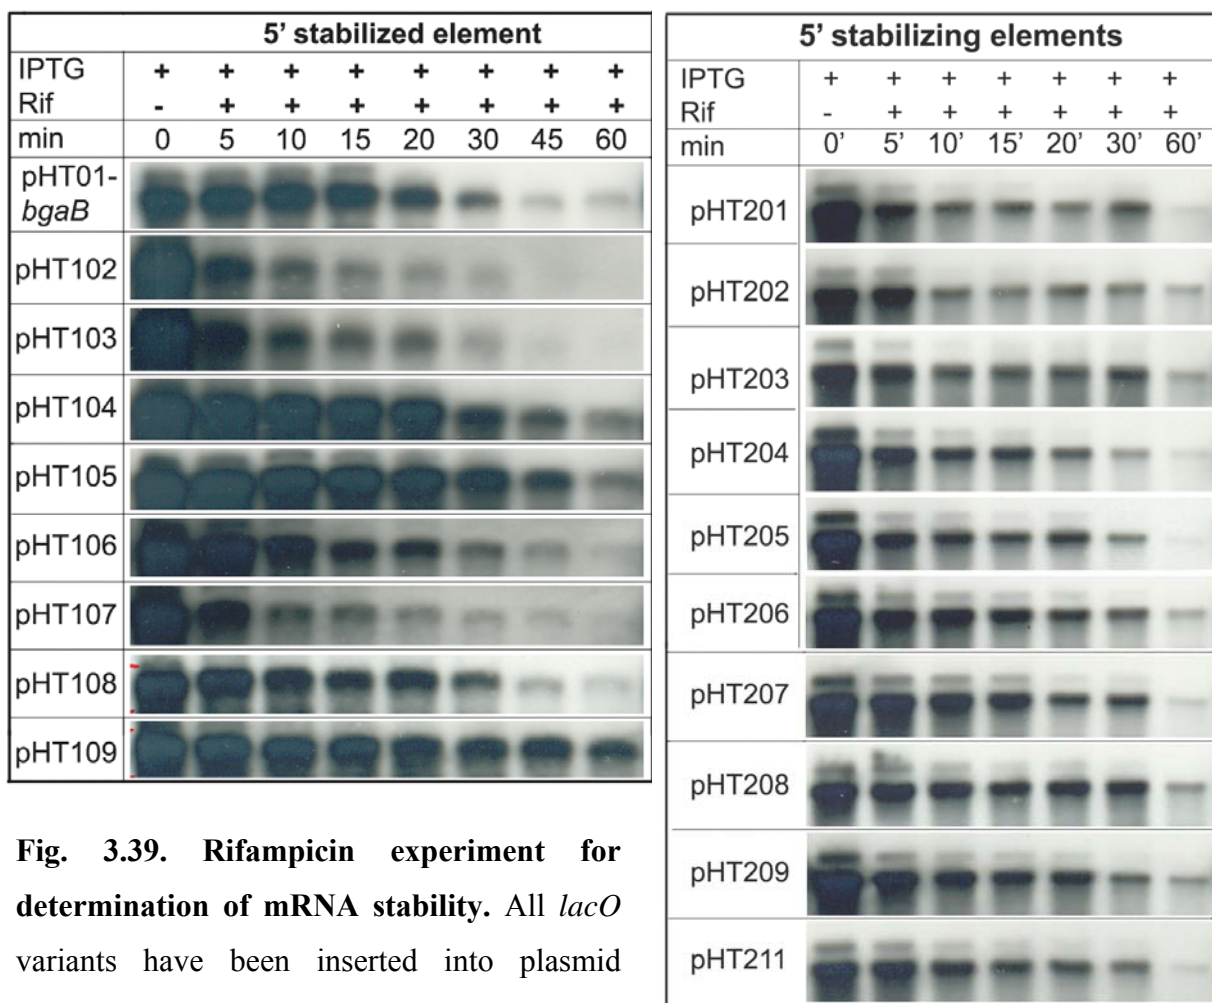 5' stabilized element
IPTG + + + + + + + +
Rif - + + + + + + +
min 0 5 10 15 20 30 45 60
pHT01-
bgaB
pHT102
pHT103
pHT104
pHT105
pHT106
pHT107
pHT108
pHT109
Fig. 3.39. Rifampicin experiment for
determination of mRNA stability. All lacO
variants have been inserted into plasmid
5' stabilizing elements
IPTG + + + + + + +
Rif - + + + + + +
min 0' 5' 10' 15' 20' 30' 60'
pHT201
pHT202
pHT203
pHT204
pHT205
pHT206
pHT207
pHT208
pHT209
pHT211